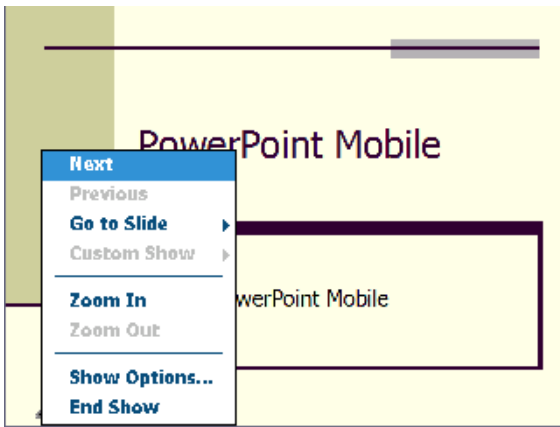 PowerPoint Mobile
Next
Previous
Go to Slide
Custom Show
Zoom In
Zoom Out
Show Options...
End Show
werPoint Mobile